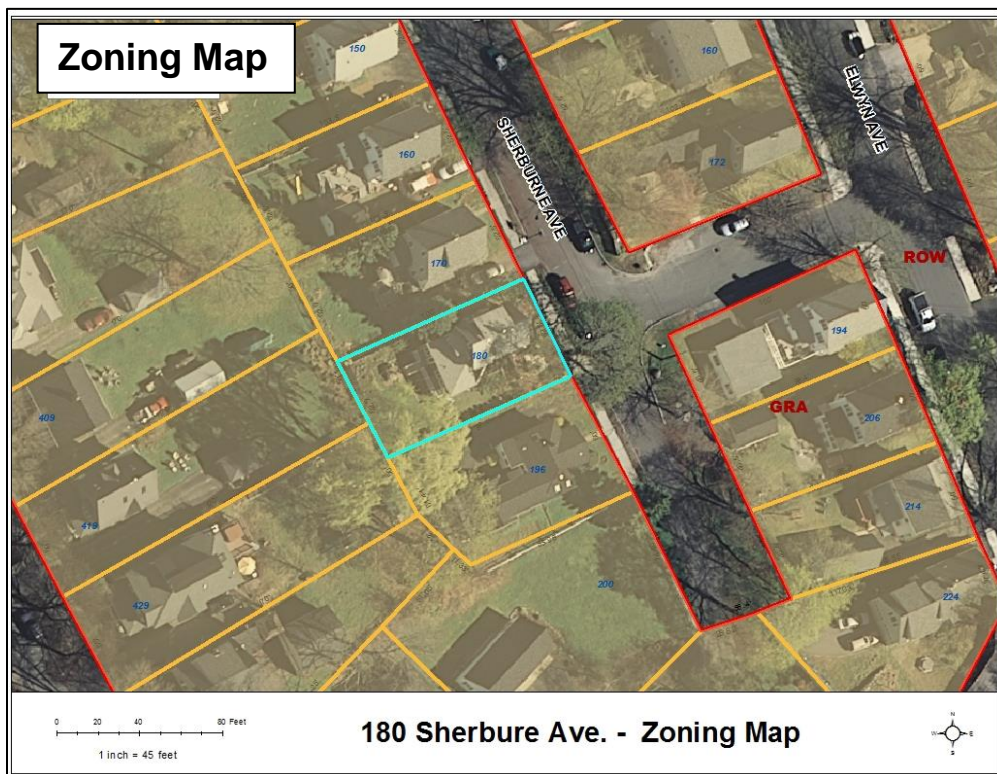 Zoning Map
150
160
160
ELWYN AVE
SHERBURNE AVE
172
170
ROW
180
194
GRA
206
409
196
214
419
200
429
224
0 20 40 80 Feet
1 inch = 45 feet
180 Sherbure Ave. - Zoning Map
N
W E
S